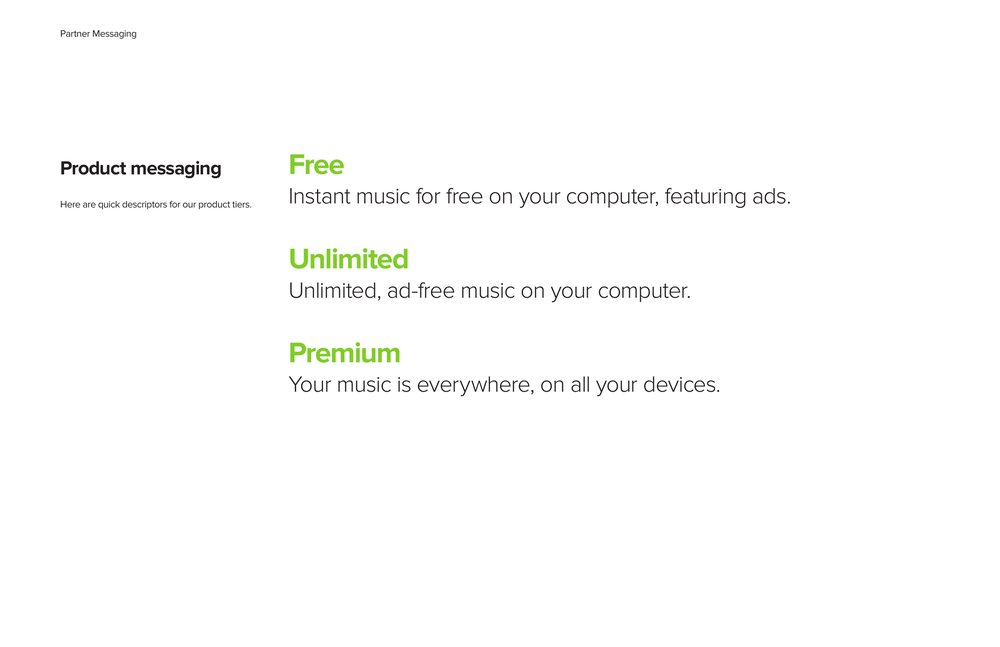 Partner Messaging
Product messaging
Here are quick descriptors for our product tiers.
Free
Instant music for free on your computer, featuring ads.
Unlimited
Unlimited, ad-free music on your computer.
Premium
Your music is everywhere, on all your devices.